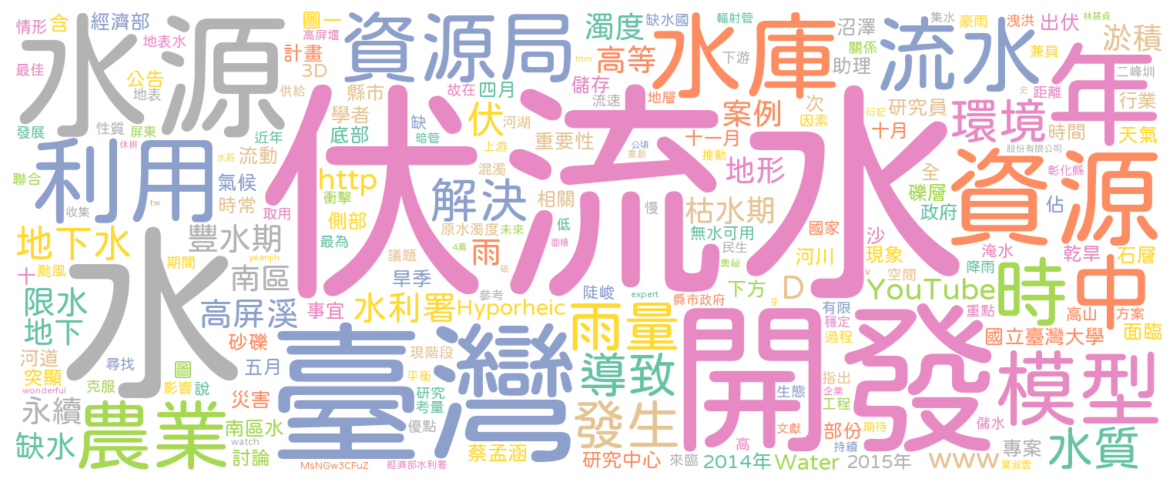 情形 含 經濟部 圖一 濁度 缺水國 輻射管 沼澤 集水 豪雨 洩洪 出伏 林慧貞 淤積
水源 資源局 水庫 流水 年
地表水 高屏堰 下游 關係 兼具
最佳 公告 計畫 3D 供給 故在 四月 htm 高等 儲存 助理 二峰圳
地表 縣市 流速 地層 案例 次 衍記 史 距離 行業
發展 性質 屏東 近年 學者 缺 河湖 伏 重要性 公頃 十一月 因素 研究員 十月 環境 時間 天氣
利用 休耕 水稻 流動 底部 暗管 上游 重創 推動 股份有限公司
伏流水
聯合 氣候 http 混濁 解決 地形 全 礫層 彰化縣
收集 tw 時常 取用 衝擊 側部 相關 低 慢 枯水期 政府 佔 資源
地下水 豐水期 最為 原水濁度 未來 無水可用 國家 沙
水 期間 yeanjih 議題 4萬 面積 雨 民生 河川 現象 淹水 乾旱 石層
十 颱風 南區 旱季 破 奧祕 v 空間 降雨
限水 高屏溪 事宜 水利署 參考 Hyporheic expert 陡峻 下方 D YouTube 時 中
地下 雨量 縣市政府 g 有限 重點 高山 方案
臺灣 開發 穩定
河道 尋找 砂礫 現階段 過程 國立臺灣大學 面臨
突顯 圖 五月 導致 模型
wonderful 克服 影響 說 平衡 指出
永續 農業 災害 研究 生態 企業
考量 發生 工程
缺水 南區水 優點 高 文獻 部份 期待 儲水 水質
watch 討論 蔡孟涵 持續 專案
MsNGw3CFuZ 經濟部水利署 研究中心 來臨 2014年 Water 2015年 www 葉淑雲